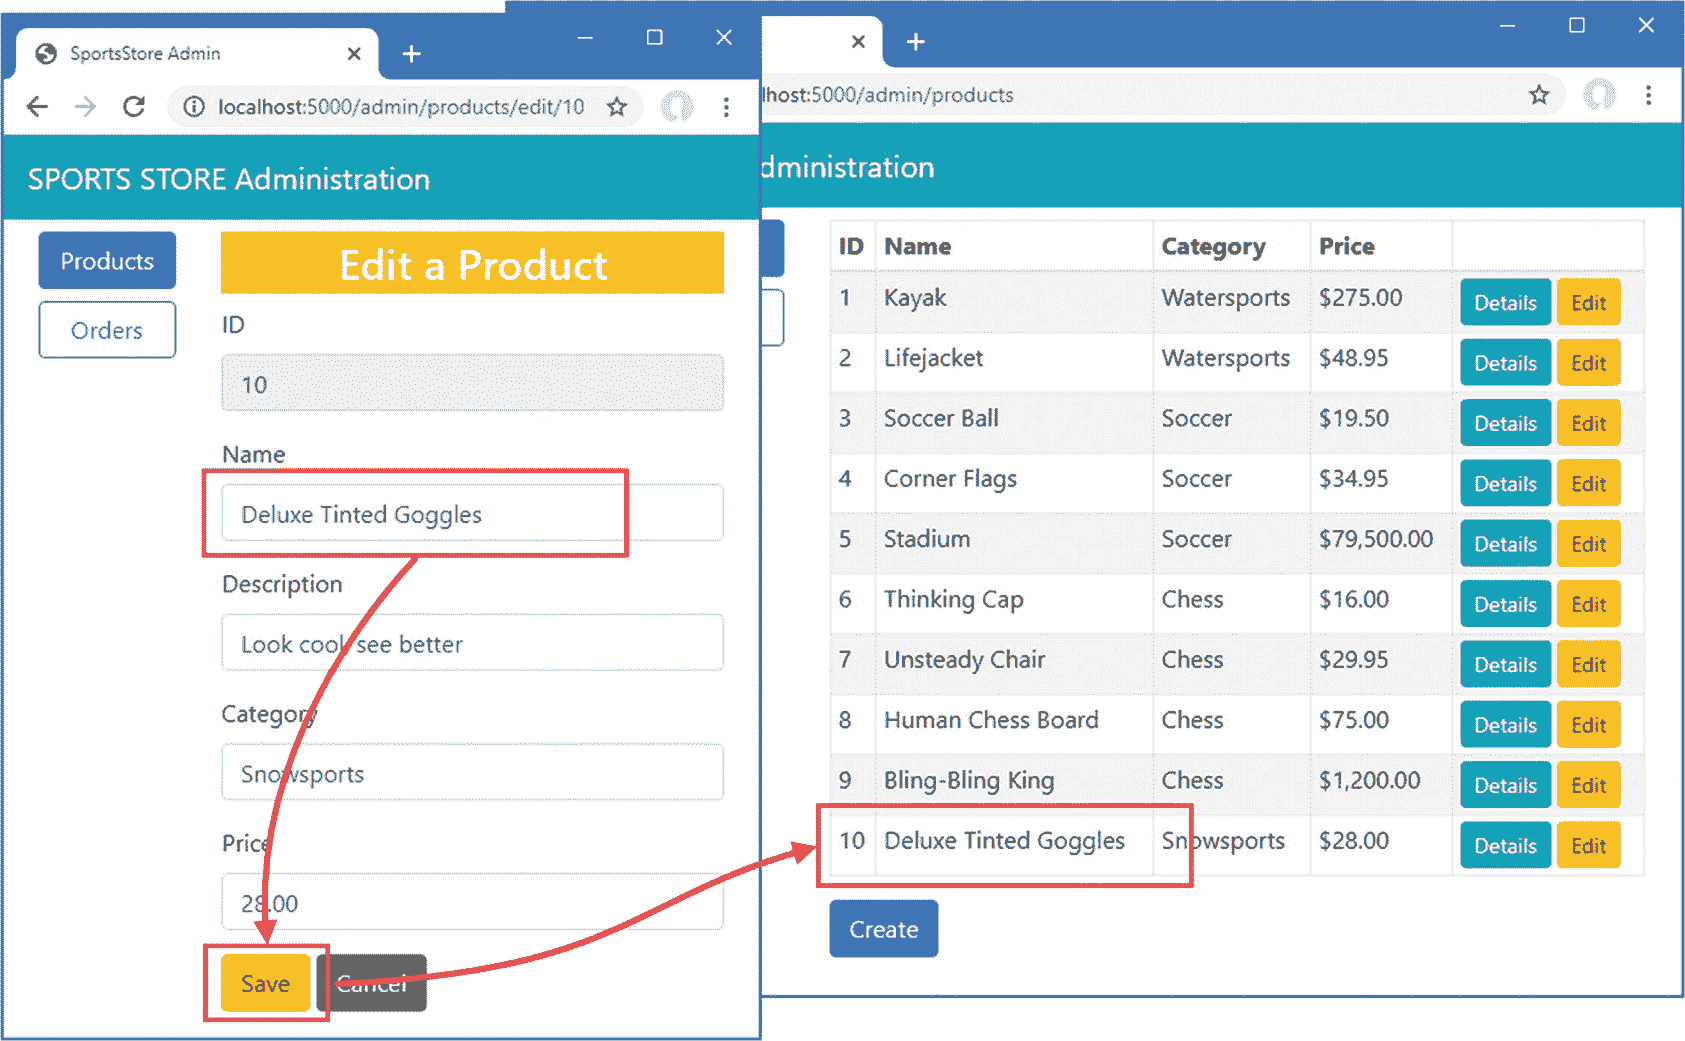 SportsStore Admin
localhost:5000/admin/products/edit/10
SPORTS STORE Administration
Products
Orders
Edit a Product
ID
10
Name
Deluxe Tinted Goggles
Description
Look cool, see better
Category
Snowsports
Price
28.00
Save Cancel
lhost:5000/admin/products
dministration
ID Name Category Price
1 Kayak Watersports $275.00 Details Edit
2 Lifejacket Watersports $48.95 Details Edit
3 Soccer Ball Soccer $19.50 Details Edit
4 Corner Flags Soccer $34.95 Details Edit
5 Stadium Soccer $79,500.00 Details Edit
6 Thinking Cap Chess $16.00 Details Edit
7 Unsteady Chair Chess $29.95 Details Edit
8 Human Chess Board Chess $75.00 Details Edit
9 Bling-Bling King Chess $1,200.00 Details Edit
10 Deluxe Tinted Goggles Snowsports $28.00 Details Edit
Create